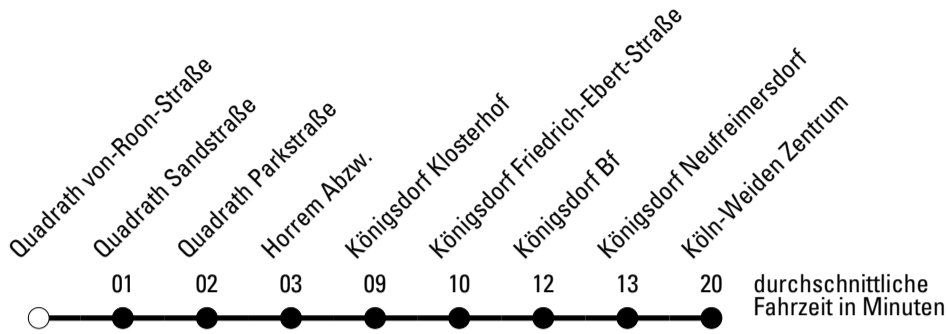 Quadrath von-Roon-Straße
Quadrath Sandstraße
Quadrath Parkstraße
Horrem Abzw.
Königsdorf Klosterhof
Königsdorf Friedrich-Ebert-Straße
Königsdorf Bf
Königsdorf Neufreimersdorf
Köln-Weiden Zentrum
01 02 03 09 10 12 13 20 durchschnittliche
Fahrzeit in Minuten